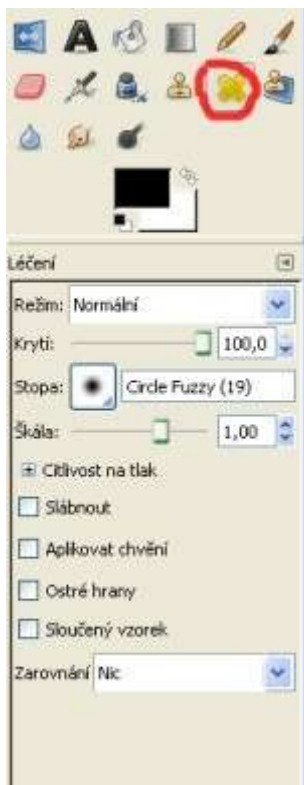 Léčení
Režim: Normální
Krytí: 100,0
Stopa: Circle Fuzzy (19)
Škála: 1,00
Citlivost na tlak
Slábnout
Aplikovat chvění
Ostré hrany
Sloučený vzorek
Zarovnání Nic